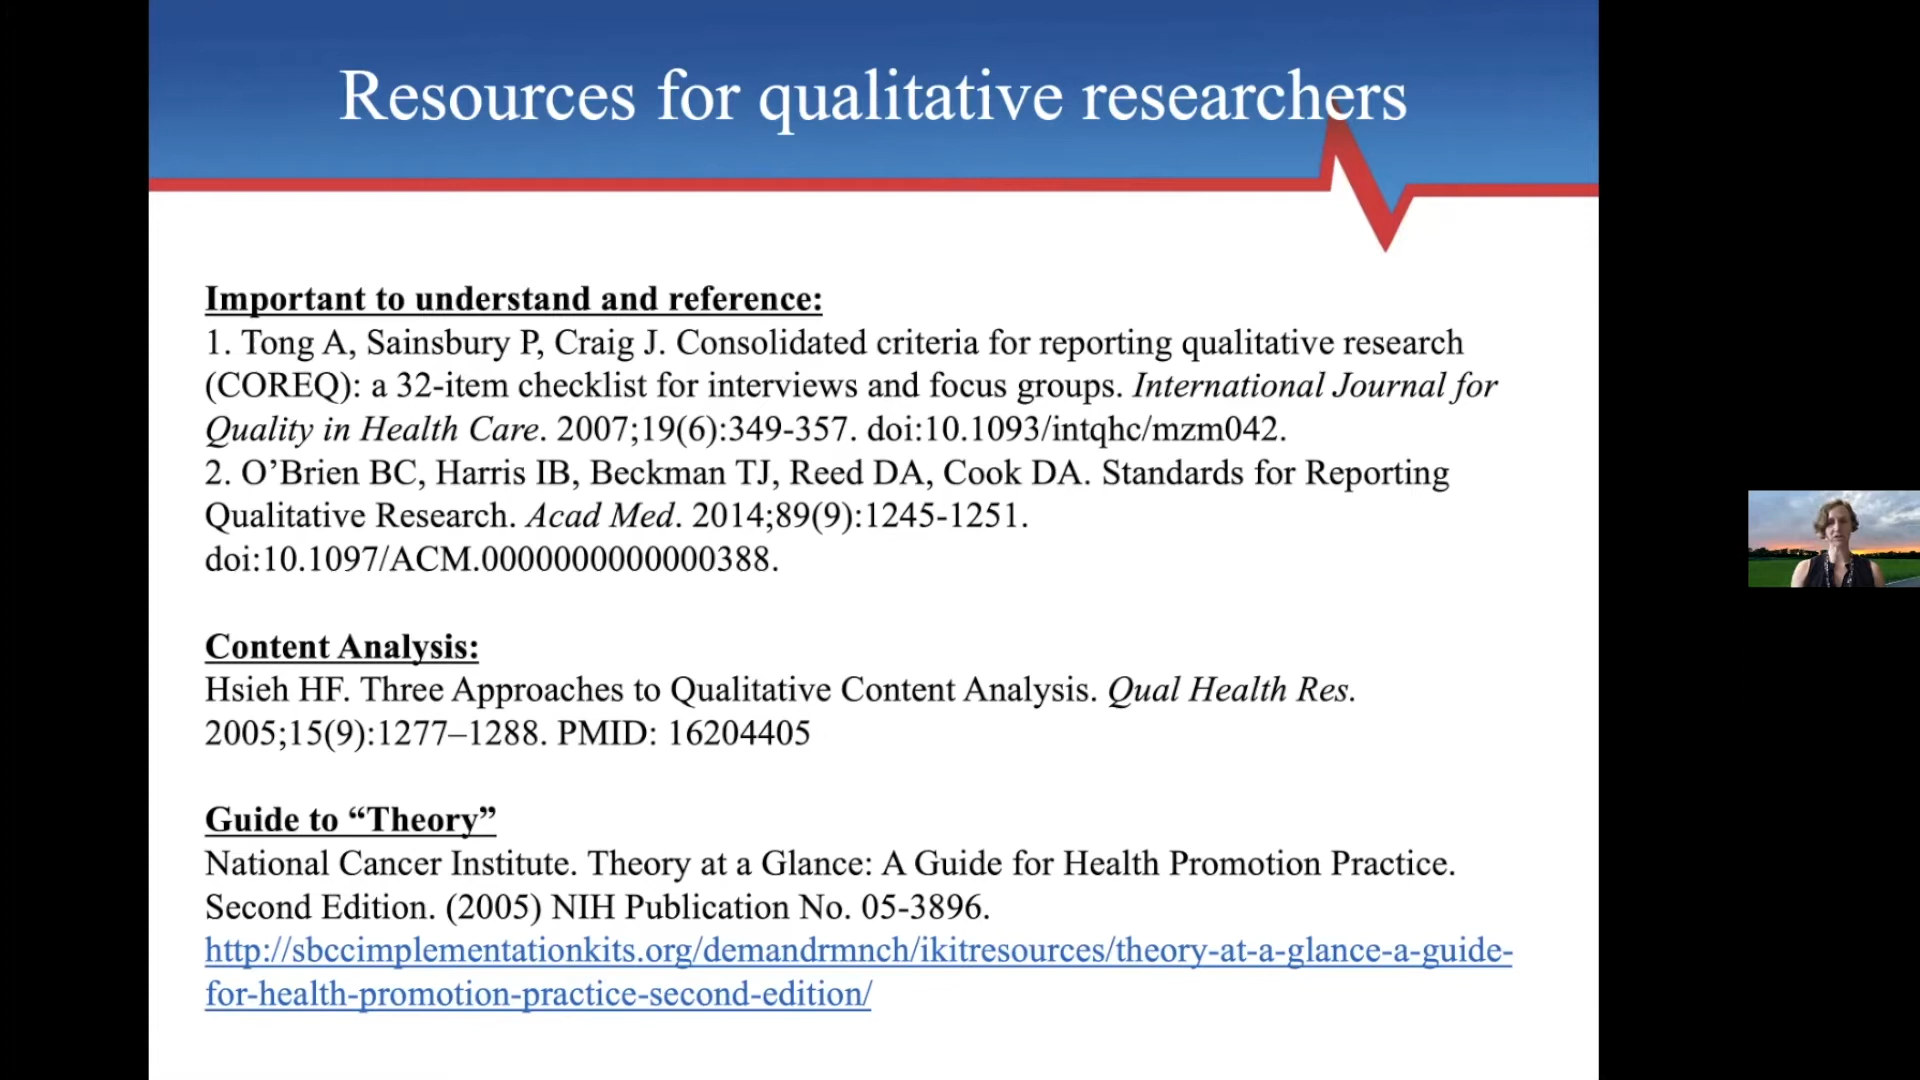 Resources for qualitative researchers
Important to understand and reference:
1. Tong A, Sainsbury P, Craig J. Consolidated criteria for reporting qualitative research
(COREQ): a 32-item checklist for interviews and focus groups. International Journal for
Quality in Health Care. 2007;19(6):349-357. doi:10.1093/intqhc/mzm042.
2. O’Brien BC, Harris IB, Beckman TJ, Reed DA, Cook DA. Standards for Reporting
Qualitative Research. Acad Med. 2014;89(9):1245-1251.
doi:10.1097/ACM.0000000000000388.
Content Analysis:
Hsieh HF. Three Approaches to Qualitative Content Analysis. Qual Health Res.
2005;15(9):1277–1288. PMID: 16204405
Guide to “Theory”
National Cancer Institute. Theory at a Glance: A Guide for Health Promotion Practice.
Second Edition. (2005) NIH Publication No. 05-3896.
http://sbccimplementationkits.org/demandrmnch/ikitresources/theory-at-a-glance-a-guide-
for-health-promotion-practice-second-edition/